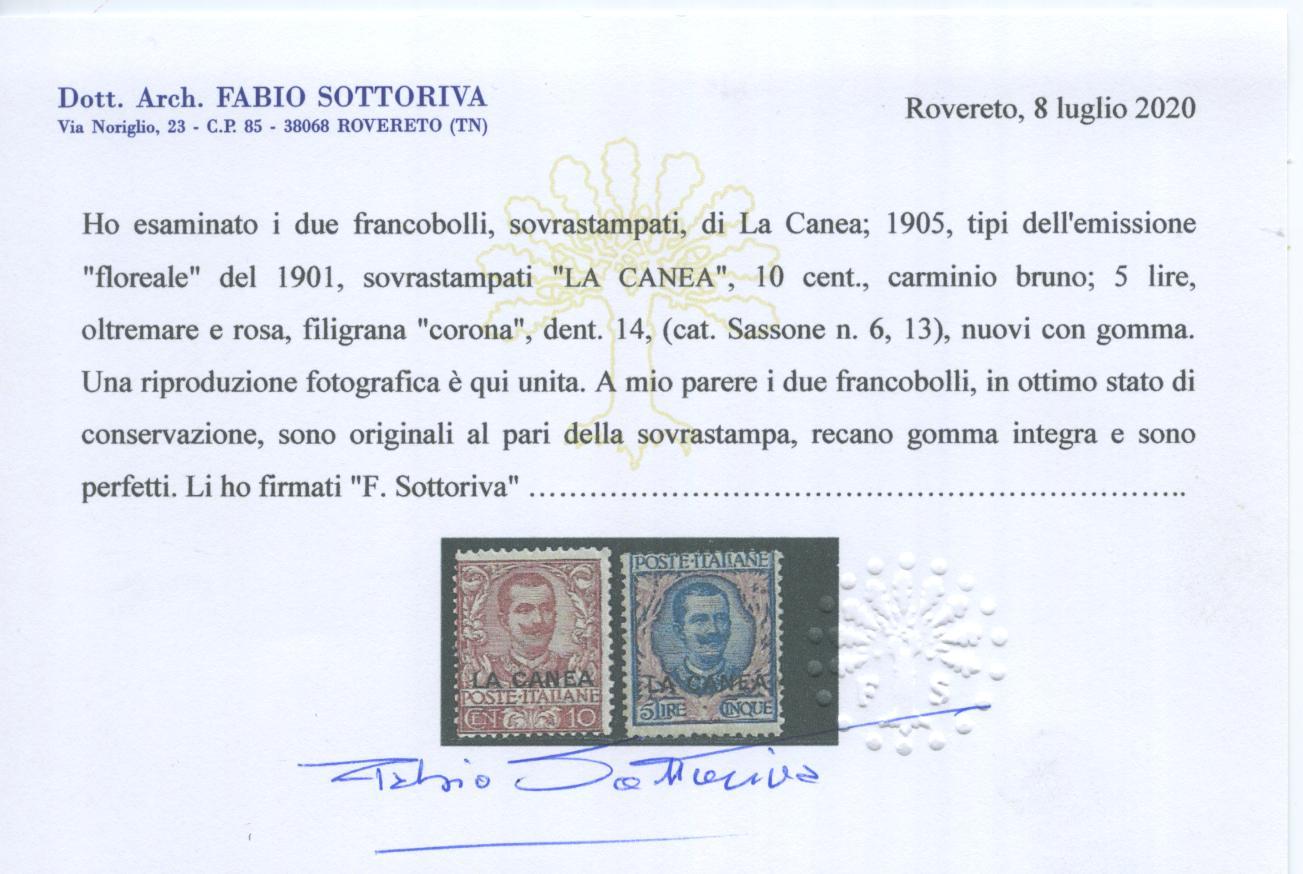 Dott. Arch. FABIO SOTTORIVA
Via Noriglio, 23 - C.P. 85 - 38068 ROVERETO (TN)
Rovereto, 8 luglio 2020
Ho esaminato i due francobolli, sovrastampati, di La Canea; 1905, tipi dell'emissione
"floreale" del 1901, sovrastampati "LA CANEA", 10 cent., carminio bruno; 5 lire,
oltremare e rosa, filigrana "corona", dent. 14, (cat. Sassone n. 6, 13), nuovi con gomma.
Una riproduzione fotografica è qui unita. A mio parere i due francobolli, in ottimo stato di
conservazione, sono originali al pari della sovrastampa, recano gomma integra e sono
perfetti. Li ho firmati "F. Sottoriva" ...............................................................
LA CANEA
POSTE·ITALIANE
CEN 10
POSTE·ITALIANE
LA CANEA
5 LIRE CINQUE
F S
Fabio Sottoriva